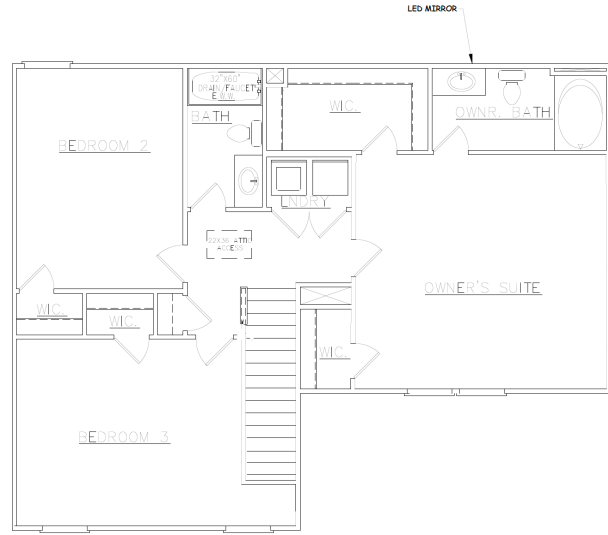 LED MIRROR
32"X60"
DRAIN/FAUCET
E.W.W.
BATH
WIC.
OWNR. BATH
BEDROOM 2
LNDRY
22X36 ATTIC
ACCESS
OWNER'S SUITE
WIC.
WIC.
WIC.
BEDROOM 3